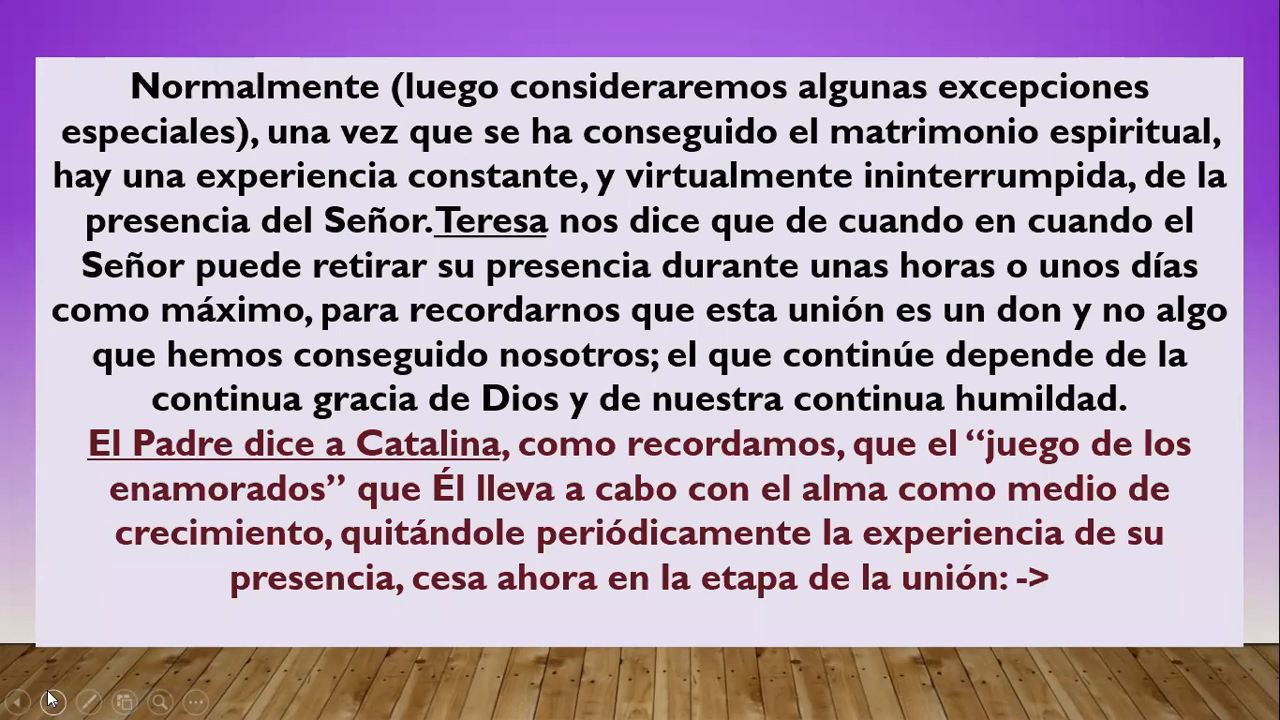 Normalmente (luego consideraremos algunas excepciones
especiales), una vez que se ha conseguido el matrimonio espiritual,
hay una experiencia constante, y virtualmente ininterrumpida, de la
presencia del Señor. Teresa nos dice que de cuando en cuando el
Señor puede retirar su presencia durante unas horas o unos días
como máximo, para recordarnos que esta unión es un don y no algo
que hemos conseguido nosotros; el que continúe depende de la
continua gracia de Dios y de nuestra continua humildad.
El Padre dice a Catalina, como recordamos, que el “juego de los
enamorados” que Él lleva a cabo con el alma como medio de
crecimiento, quitándole periódicamente la experiencia de su
presencia, cesa ahora en la etapa de la unión: ->